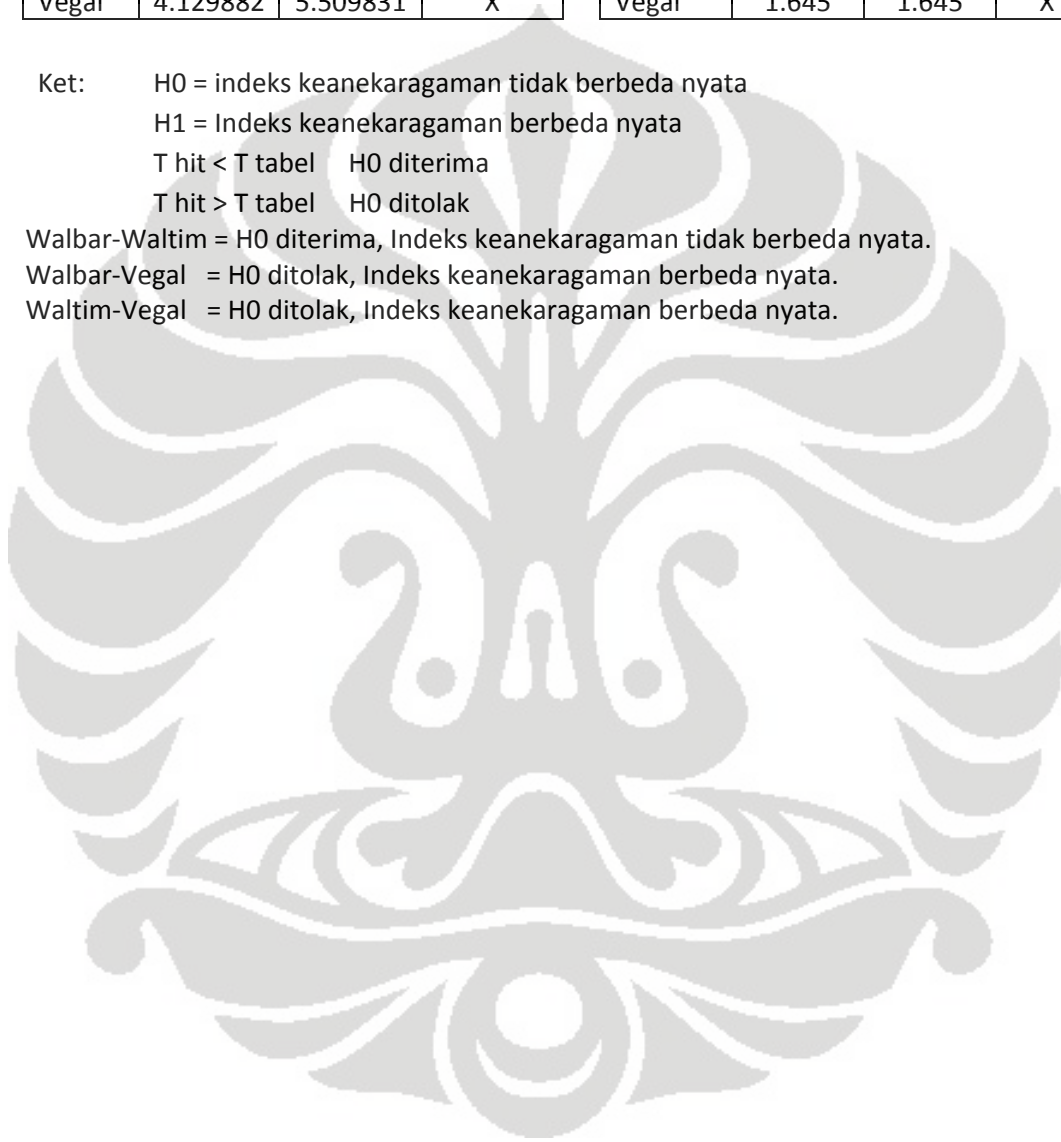 Vegal 4.129882 5.509831 X Vegal 1.645 1.645 X
Ket: H0 = indeks keanekaragaman tidak berbeda nyata
H1 = Indeks keanekaragaman berbeda nyata
T hit < T tabel H0 diterima
T hit > T tabel H0 ditolak
Walbar-Waltim = H0 diterima, Indeks keanekaragaman tidak berbeda nyata.
Walbar-Vegal = H0 ditolak, Indeks keanekaragaman berbeda nyata.
Waltim-Vegal = H0 ditolak, Indeks keanekaragaman berbeda nyata.